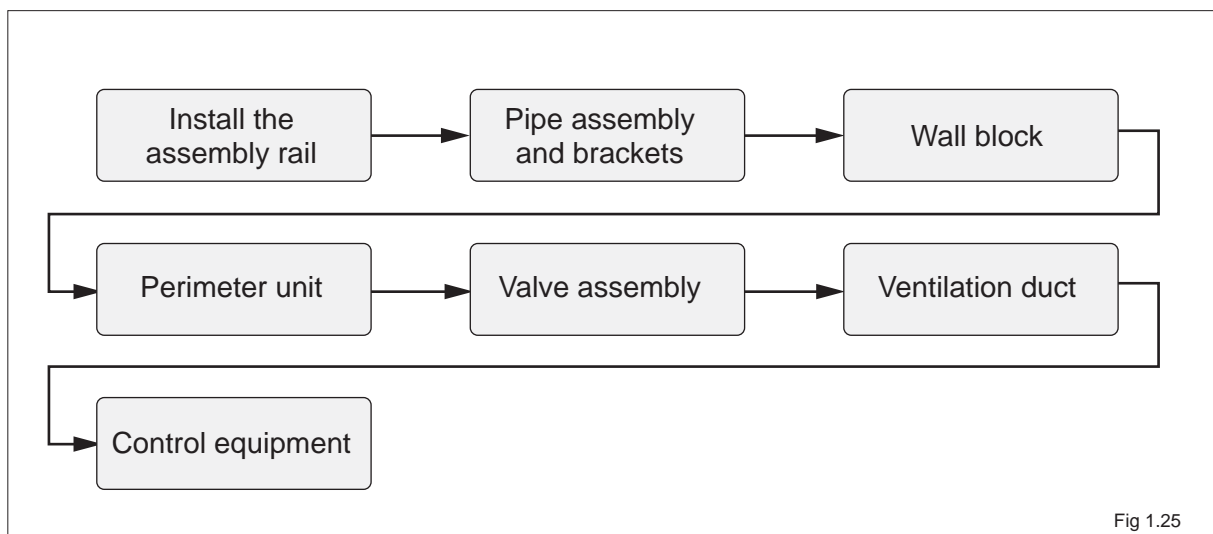 Install the
assembly rail
Pipe assembly
and brackets
Wall block
Perimeter unit
Valve assembly
Ventilation duct
Control equipment
Fig 1.25